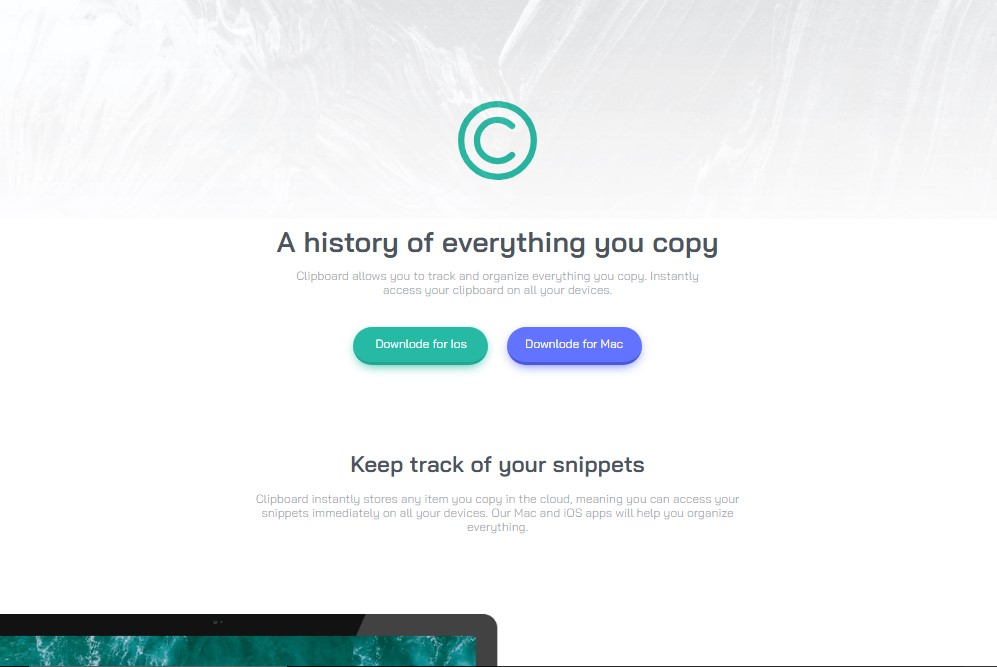 C
A history of everything you copy
Clipboard allows you to track and organize everything you copy. Instantly
access your clipboard on all your devices.
Downlode for Ios
Downlode for Mac
Keep track of your snippets
Clipboard instantly stores any item you copy in the cloud, meaning you can access your
snippets immediately on all your devices. Our Mac and iOS apps will help you organize
everything.